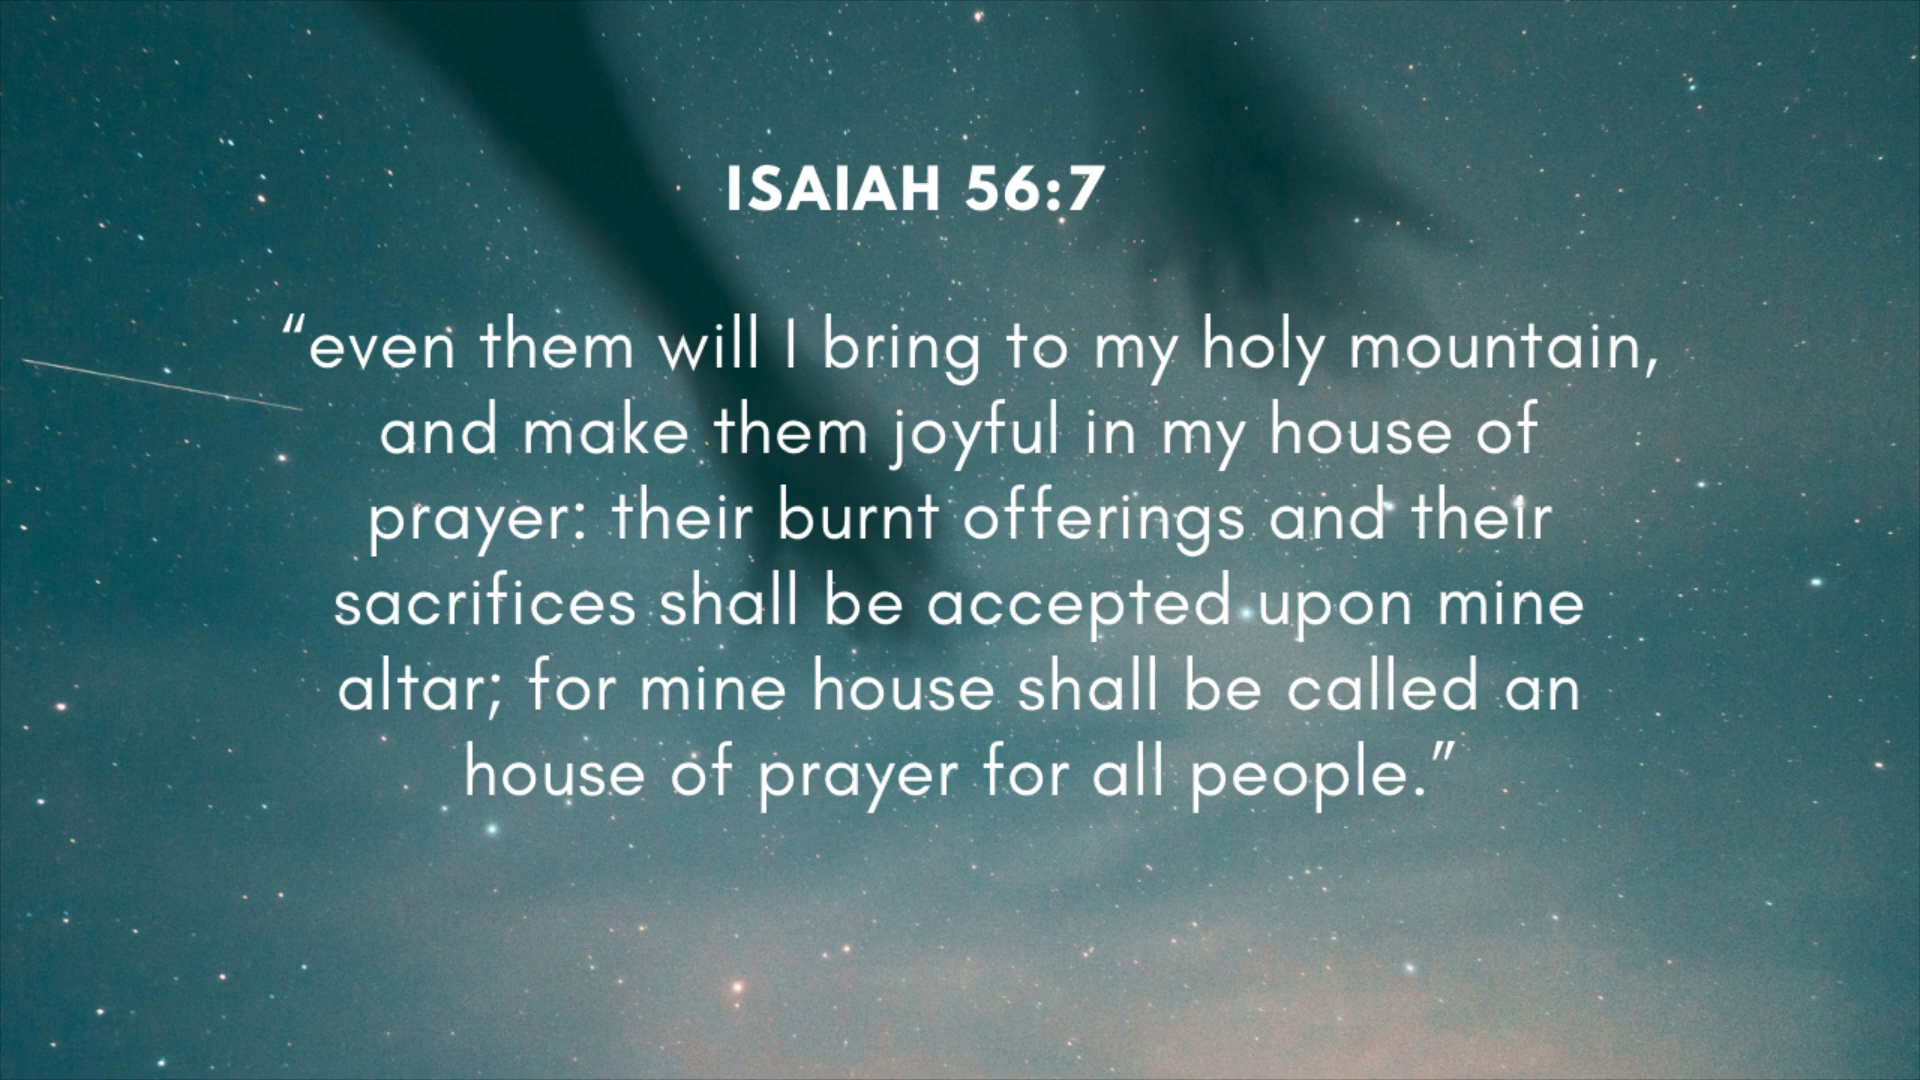 ISAIAH 56:7
“even them will I bring to my holy mountain,
and make them joyful in my house of
prayer: their burnt offerings and their
sacrifices shall be accepted upon mine
altar; for mine house shall be called an
house of prayer for all people.”